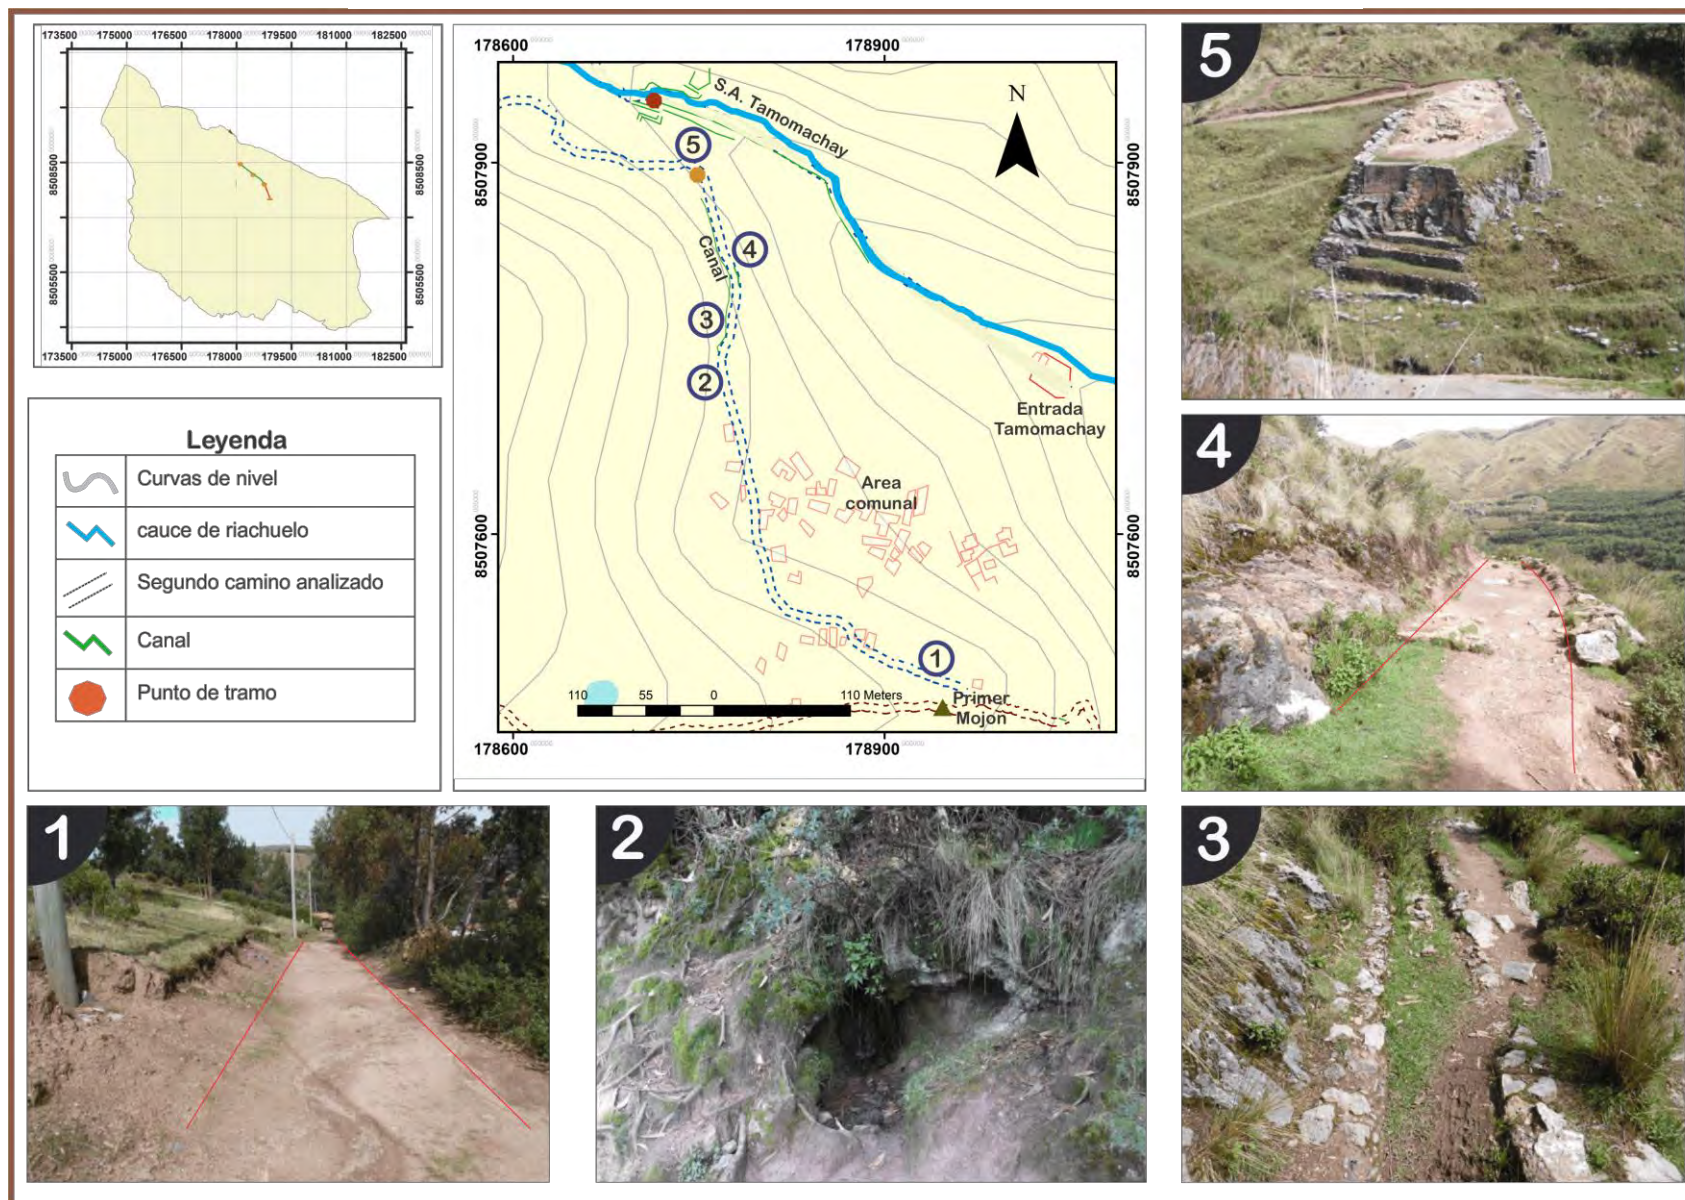 173500 175000 176500 178000 179500 181000 182500
8508500
8508500
8505500
8505500
173500 175000 176500 178000 179500 181000 182500
Leyenda
Curvas de nivel
cauce de riachuelo
Segundo camino analizado
Canal
Punto de tramo
178600
178900
8507900
8507900
8507600
8507600
N
S.A. Tamomachay
5
Canal
4
3
2
Entrada
Tamomachay
Area
comunal
1
110 55 0 110 Meters
Primer
Mojon
178600
178900
5
4
1
2
3